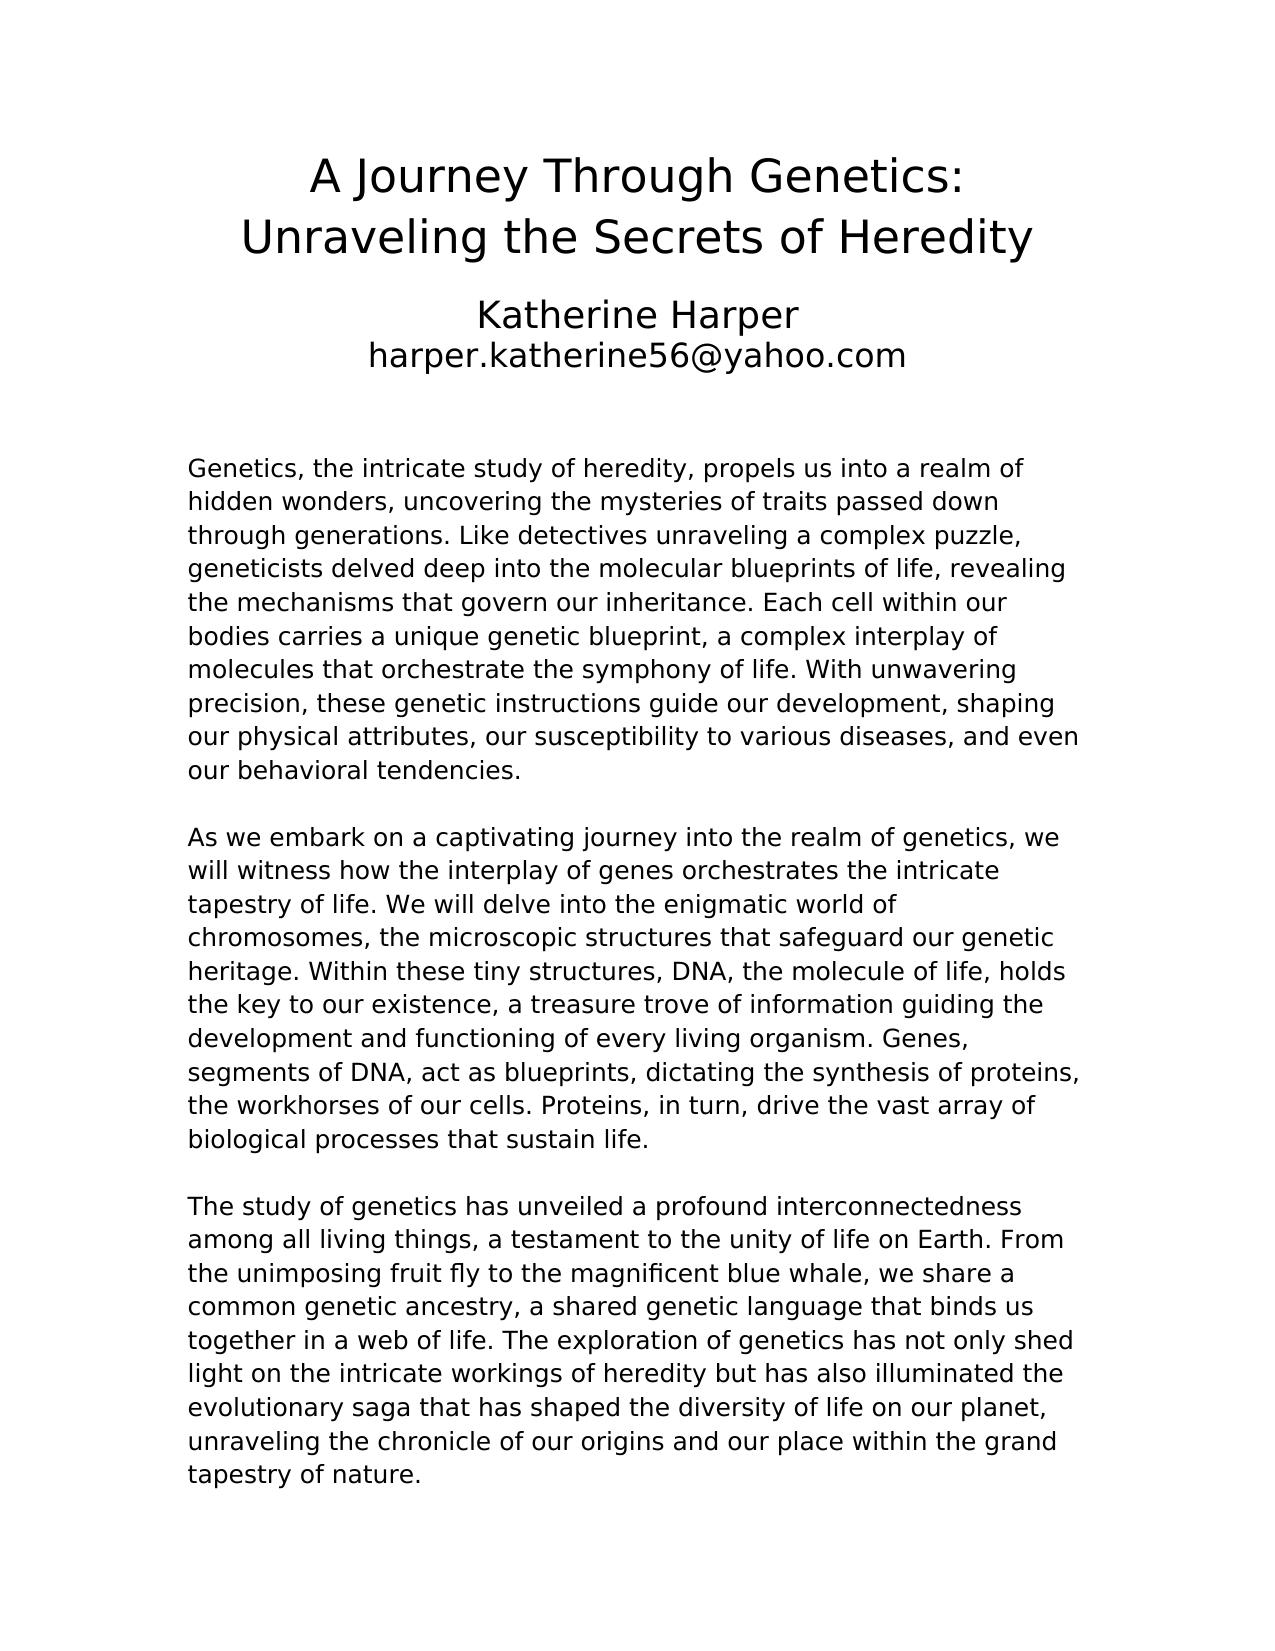 A Journey Through Genetics:
Unraveling the Secrets of Heredity
Katherine Harper
harper.katherine56@yahoo.com
Genetics, the intricate study of heredity, propels us into a realm of
hidden wonders, uncovering the mysteries of traits passed down
through generations. Like detectives unraveling a complex puzzle,
geneticists delved deep into the molecular blueprints of life, revealing
the mechanisms that govern our inheritance. Each cell within our
bodies carries a unique genetic blueprint, a complex interplay of
molecules that orchestrate the symphony of life. With unwavering
precision, these genetic instructions guide our development, shaping
our physical attributes, our susceptibility to various diseases, and even
our behavioral tendencies.
As we embark on a captivating journey into the realm of genetics, we
will witness how the interplay of genes orchestrates the intricate
tapestry of life. We will delve into the enigmatic world of
chromosomes, the microscopic structures that safeguard our genetic
heritage. Within these tiny structures, DNA, the molecule of life, holds
the key to our existence, a treasure trove of information guiding the
development and functioning of every living organism. Genes,
segments of DNA, act as blueprints, dictating the synthesis of proteins,
the workhorses of our cells. Proteins, in turn, drive the vast array of
biological processes that sustain life.
The study of genetics has unveiled a profound interconnectedness
among all living things, a testament to the unity of life on Earth. From
the unimposing fruit fly to the magnificent blue whale, we share a
common genetic ancestry, a shared genetic language that binds us
together in a web of life. The exploration of genetics has not only shed
light on the intricate workings of heredity but has also illuminated the
evolutionary saga that has shaped the diversity of life on our planet,
unraveling the chronicle of our origins and our place within the grand
tapestry of nature.